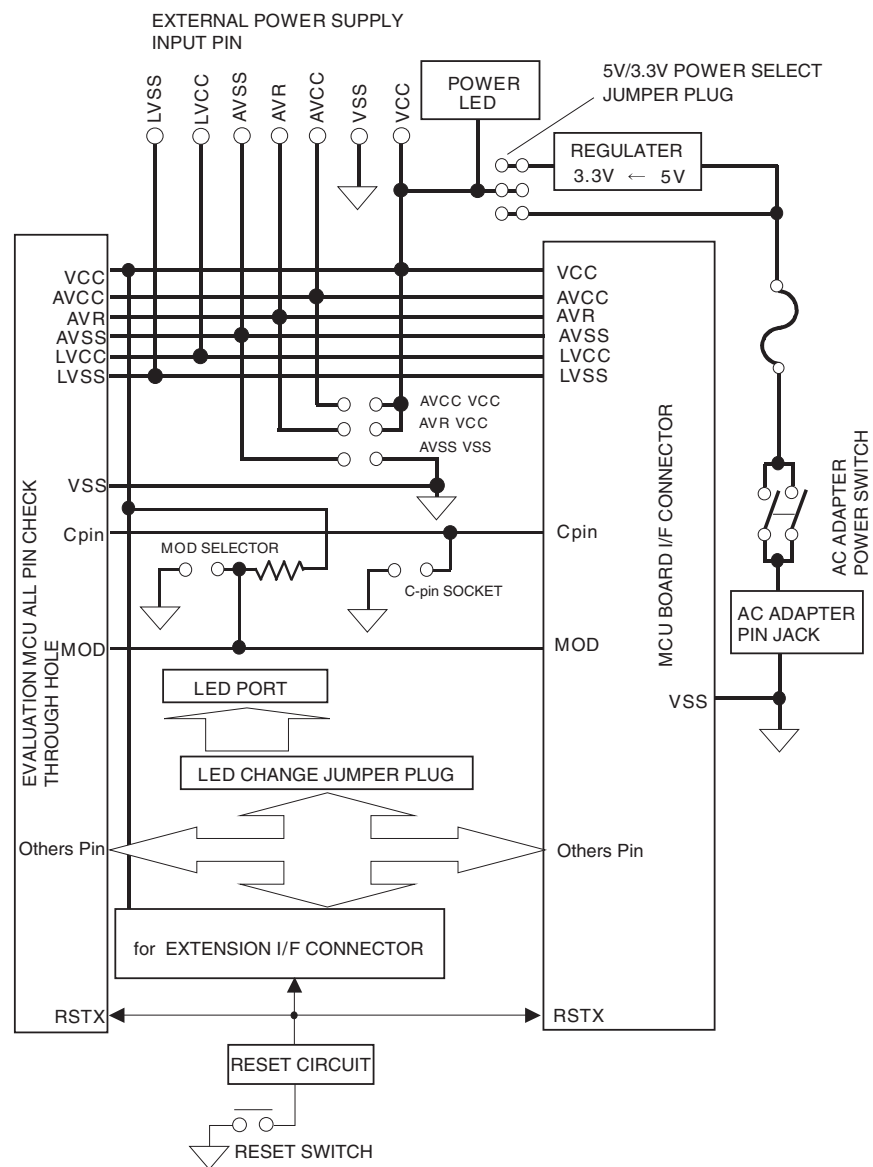 EXTERNAL POWER SUPPLY
INPUT PIN
LVSS
LVCC
AVSS
AVR
AVCC
VSS
VCC
POWER
LED
5V/3.3V POWER SELECT
JUMPER PLUG
REGULATER
3.3V ← 5V
VCC
AVCC
AVR
AVSS
LVCC
LVSS
VCC
AVCC
AVR
AVSS
LVCC
LVSS
AVCC VCC
AVR VCC
AVSS VSS
VSS
Cpin
MOD SELECTOR
C-pin SOCKET
Cpin
MOD
MOD
EVALUATION MCU ALL PIN CHECK
THROUGH HOLE
MCU BOARD I/F CONNECTOR
AC ADAPTER
POWER SWITCH
AC ADAPTER
PIN JACK
VSS
LED PORT
LED CHANGE JUMPER PLUG
Others Pin
Others Pin
for EXTENSION I/F CONNECTOR
RSTX
RSTX
RESET CIRCUIT
RESET SWITCH